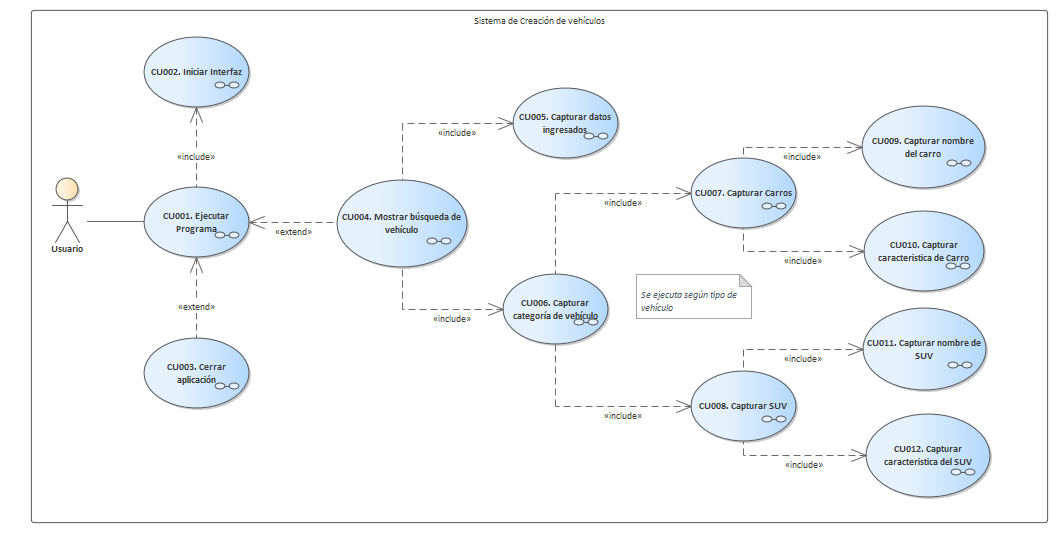 Sistema de Creación de vehículos
CU002. Iniciar Interfaz
«include»
CU001. Ejecutar
Programa
Usuario
«extend»
CU003. Cerrar
aplicación
«extend»
CU004. Mostrar búsqueda de
vehículo
«include»
CU005. Capturar datos
ingresados
«include»
CU006. Capturar
categoría de vehículo
«include»
CU007. Capturar Carros
«include»
CU009. Capturar nombre
del carro
«include»
CU010. Capturar
caracteristica de Carro
Se ejecuta según tipo de
vehículo
«include»
CU008. Capturar SUV
«include»
CU011. Capturar nombre de
SUV
«include»
CU012. Capturar
caracteristica del SUV